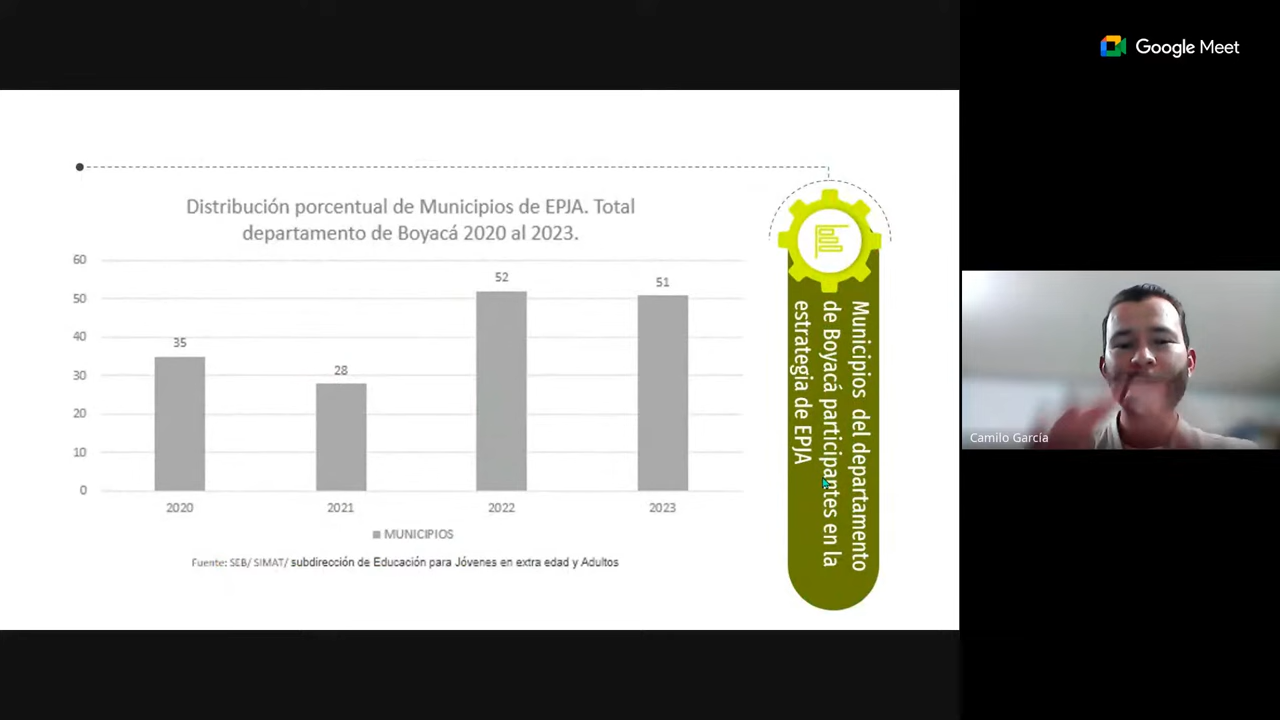 Google Meet
Distribución porcentual de Municipios de EPJA. Total
departamento de Boyacá 2020 al 2023.
60
50
40
30
20
10
0
35
28
52
51
2020
2021
2022
2023
MUNICIPIOS
Fuente: SEB/ SIMAT/ subdirección de Educación para Jóvenes en extra edad y Adultos
Municipios del departamento
de Boyacá participantes en la
estrategia de EPJA
Camilo García